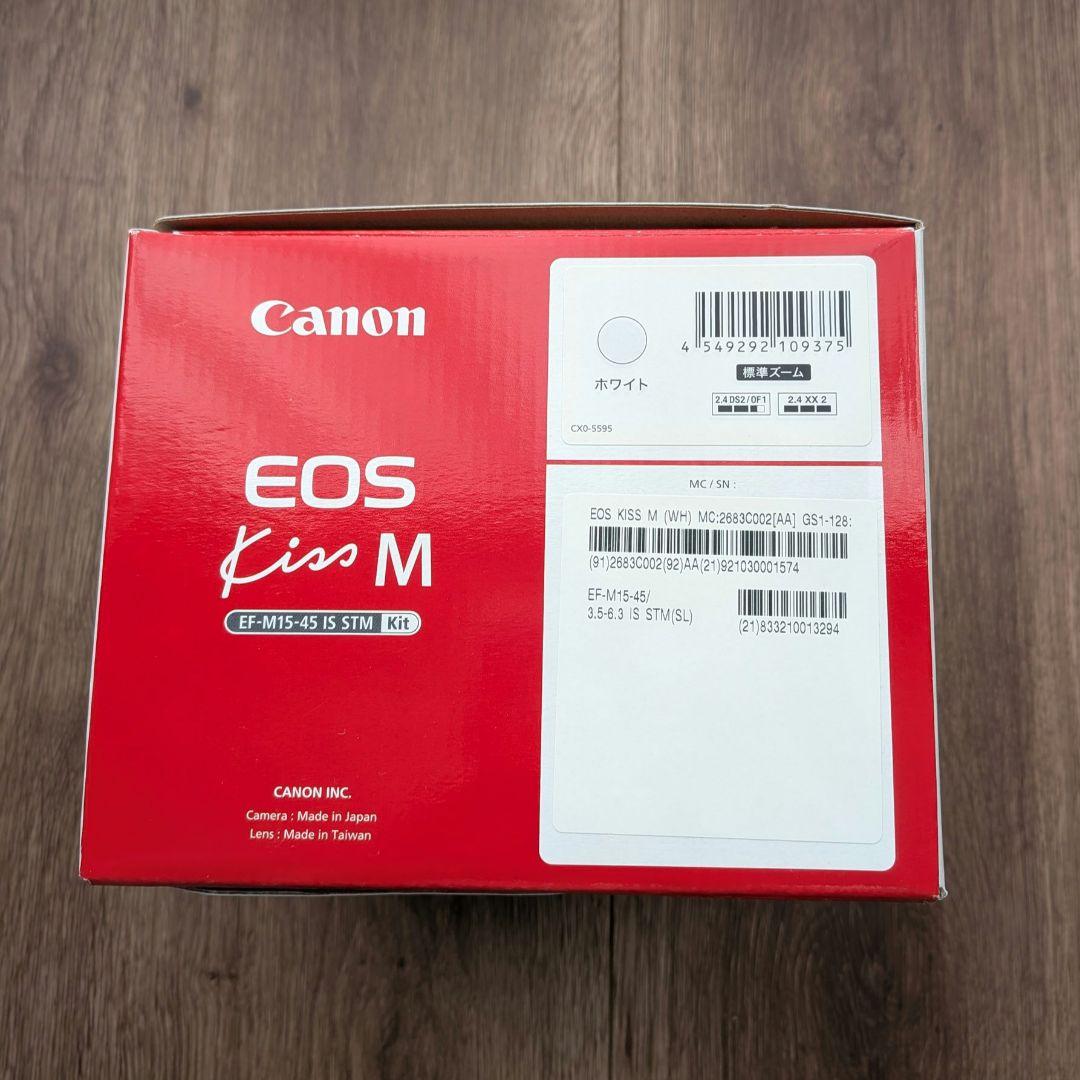 Canon
EOS
Kiss M
EF-M15-45 IS STM Kit
CANON INC.
Camera : Made in Japan
Lens : Made in Taiwan
ホワイト
4 549292 109375
標準ズーム
2.4 DS2/0F1 2.4 XX 2
CX0-5595
MC / SN :
EOS KISS M (WH) MC:2683C002[AA] GS1-128:
(91)2683C002(92)AA(21)921030001574
EF-M15-45/
3.5-6.3 IS STM(SL)
(21)833210013294